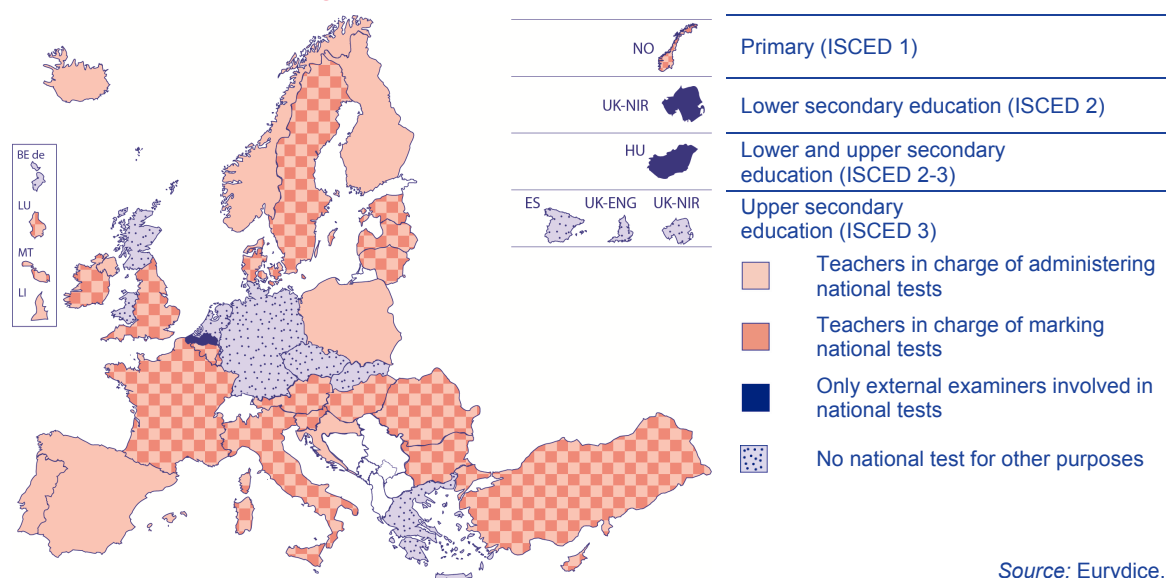 NO
Primary (ISCED 1)
UK-NIR
Lower secondary education (ISCED 2)
HU
Lower and upper secondary
education (ISCED 2-3)
ES UK-ENG UK-NIR
Upper secondary
education (ISCED 3)
BE de
LU
MT
LI
Teachers in charge of administering
national tests
Teachers in charge of marking
national tests
Only external examiners involved in
national tests
No national test for other purposes
Source: Eurydice.